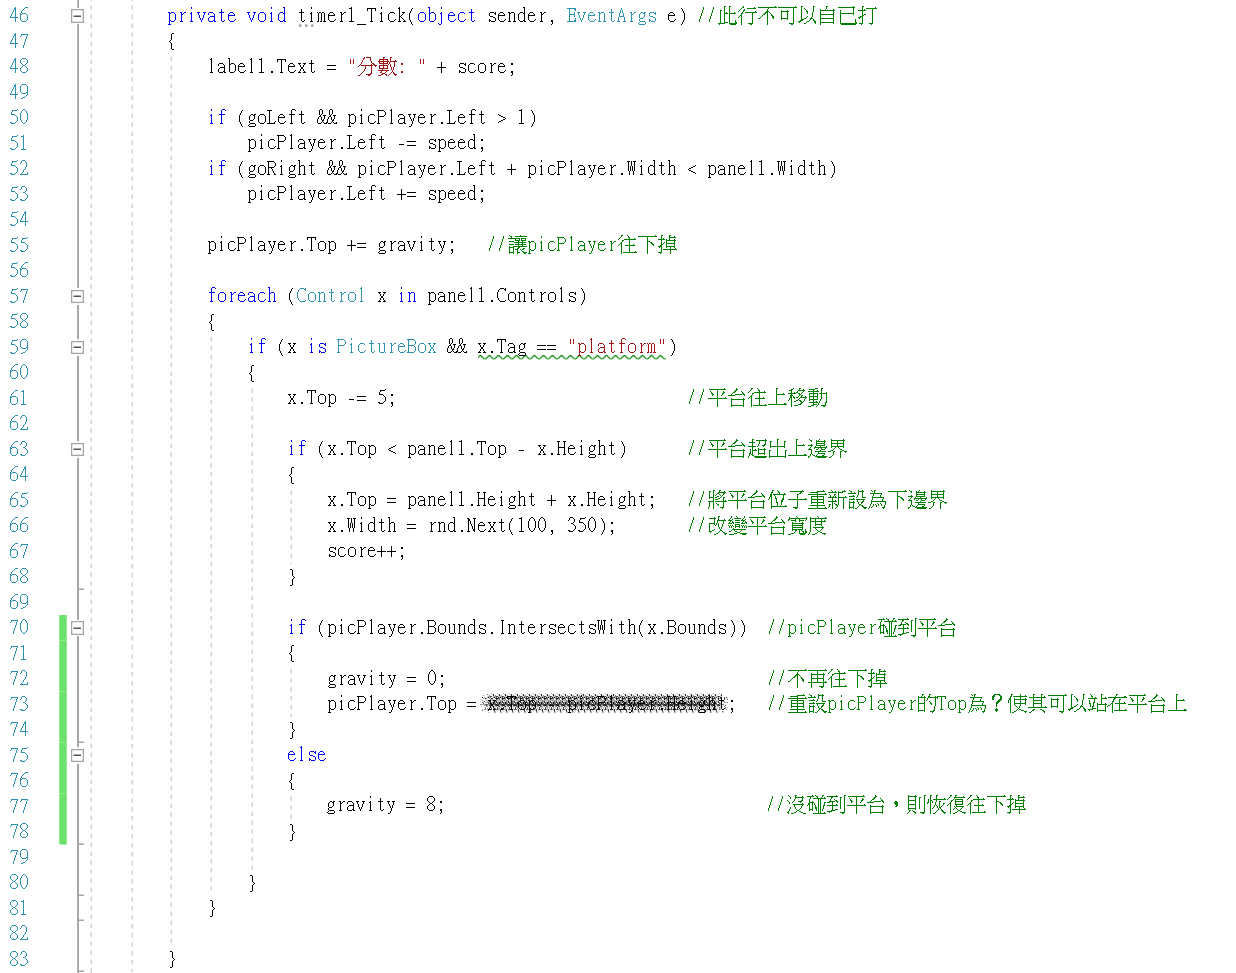 46 private void timer1_Tick(object sender, EventArgs e) //此行不可以自已打
47 {
48 label1.Text = "分數: " + score;
49
50 if (goLeft && picPlayer.Left > 1)
51 picPlayer.Left -= speed;
52 if (goRight && picPlayer.Left + picPlayer.Width < panel1.Width)
53 picPlayer.Left += speed;
54
55 picPlayer.Top += gravity; //讓picPlayer往下掉
56
57 foreach (Control x in panel1.Controls)
58 {
59 if (x is PictureBox && x.Tag == "platform")
60 {
61 x.Top -= 5; //平台往上移動
62
63 if (x.Top < panel1.Top - x.Height) //平台超出上邊界
64 {
65 x.Top = panel1.Height + x.Height; //將平台位子重新設為下邊界
66 x.Width = rnd.Next(100, 350); //改變平台寬度
67 score++;
68 }
69
70 if (picPlayer.Bounds.IntersectsWith(x.Bounds)) //picPlayer碰到平台
71 {
72 gravity = 0; //不再往下掉
73 picPlayer.Top = ; //重設picPlayer的Top為？使其可以站在平台上
74 }
75 else
76 {
77 gravity = 8; //沒碰到平台，則恢復往下掉
78 }
79
80 }
81 }
82
83 }